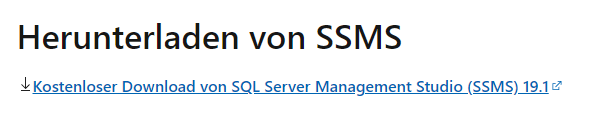 Herunterladen von SSMS
Kostenloser Download von SQL Server Management Studio (SSMS) 19.1